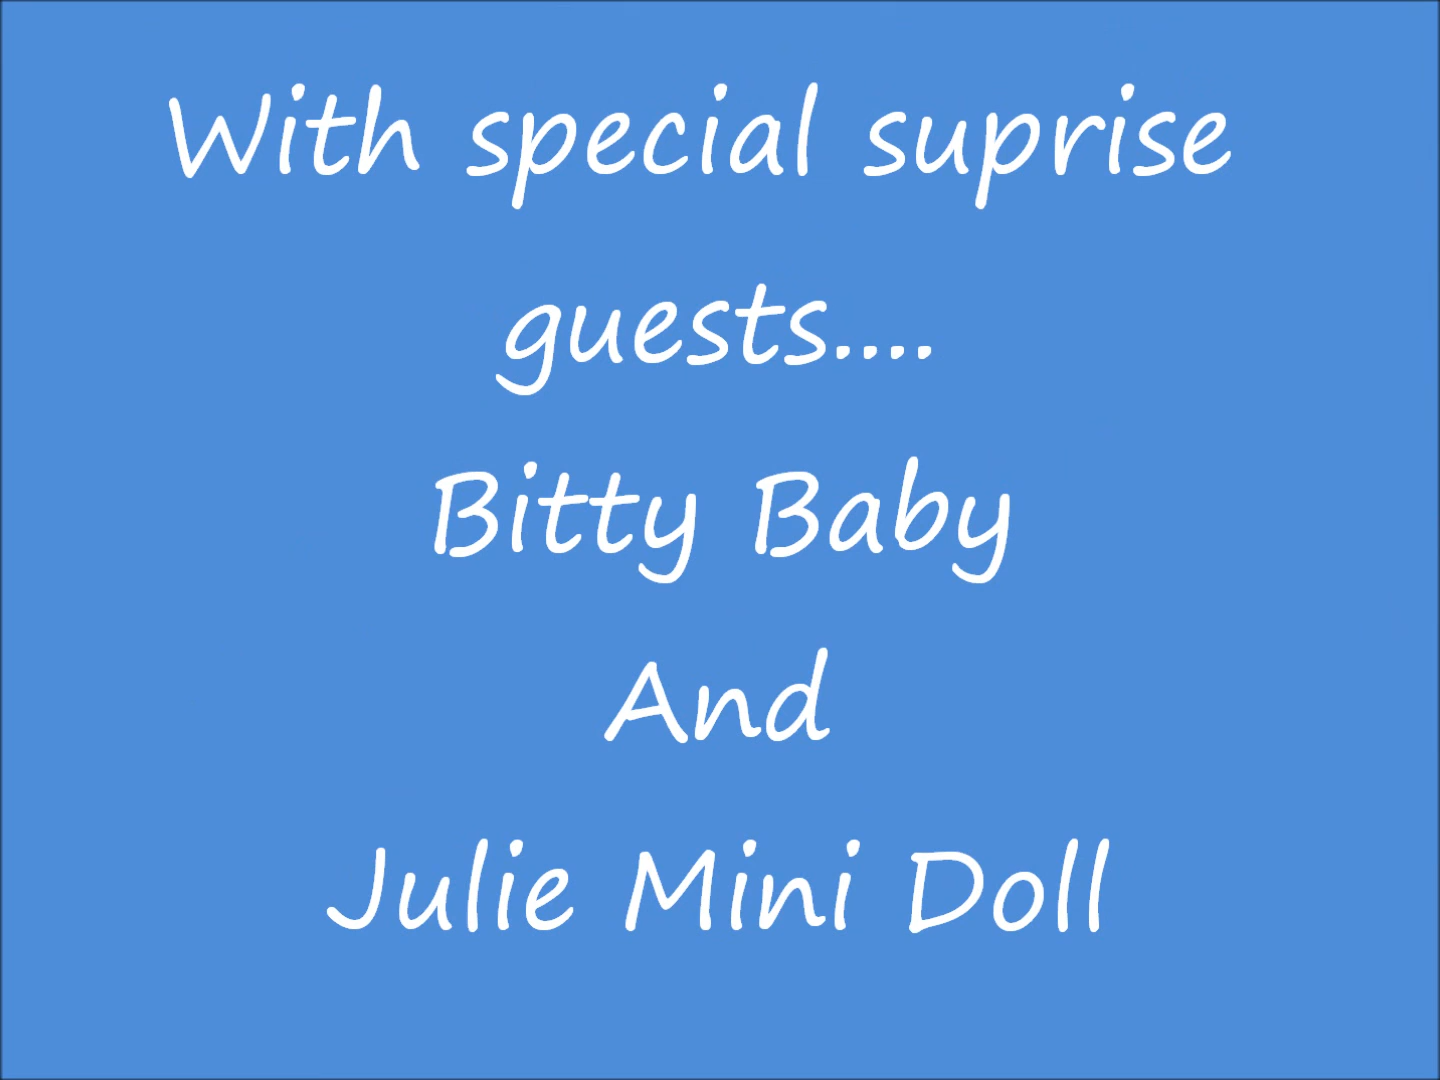 With special suprise
guests....
Bitty Baby
And
Julie Mini Doll